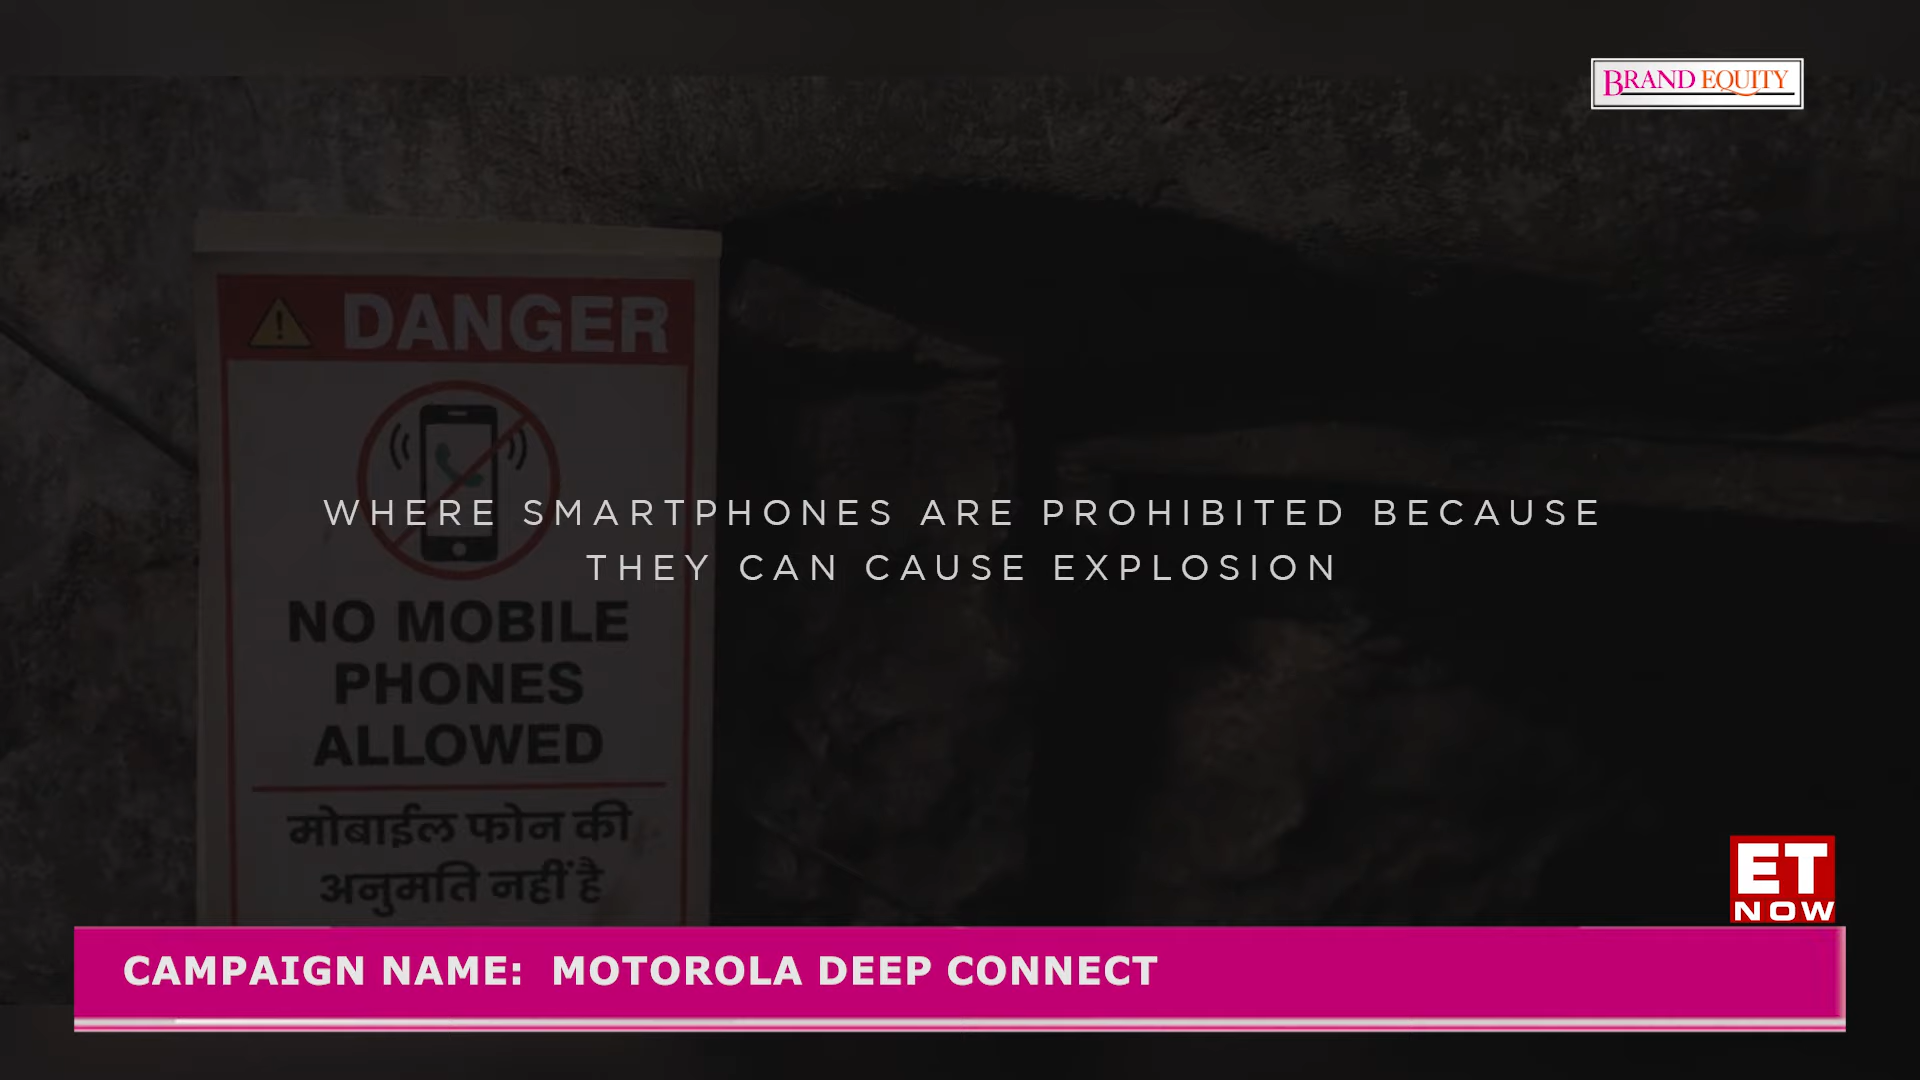 BRAND EQUITY
DANGER
WHERE SMARTPHONES ARE PROHIBITED BECAUSE
THEY CAN CAUSE EXPLOSION
NO MOBILE
PHONES
ALLOWED
मोबाईल फोन की
अनुमति नहीं है
ET
NOW
CAMPAIGN NAME: MOTOROLA DEEP CONNECT